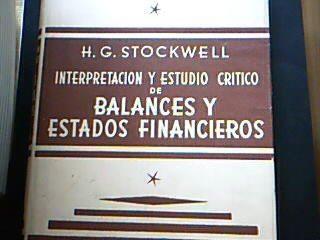 H. G. STOCKWELL
INTERPRETACION Y ESTUDIO CRITICO
DE
BALANCES Y
ESTADOS FINANCIEROS